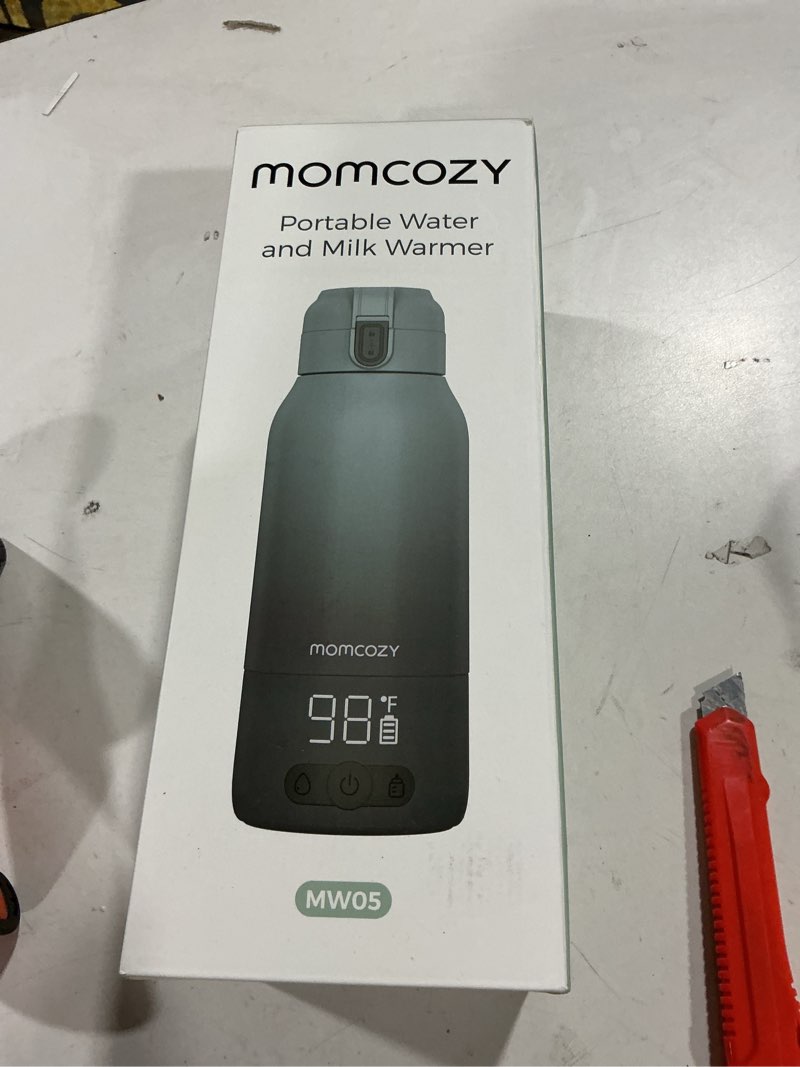 momcozy
Portable Water
and Milk Warmer
momcozy
98°F
MW05